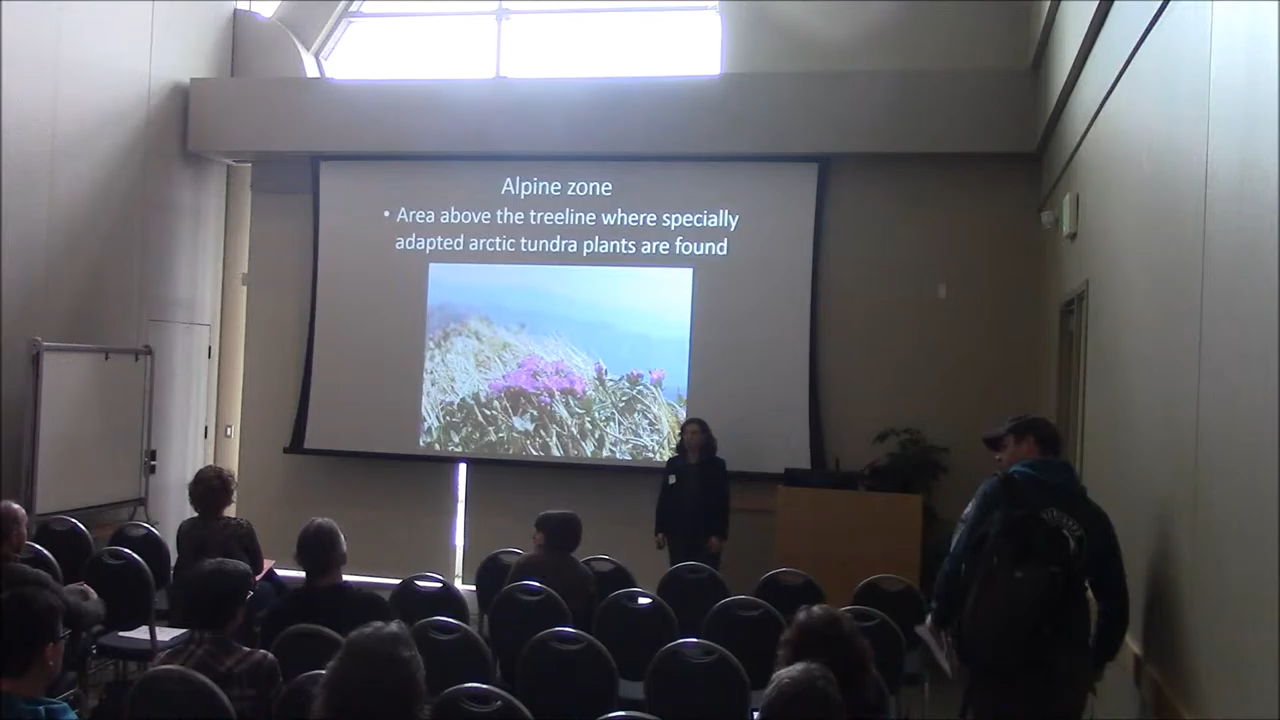 Alpine zone
• Area above the treeline where specially
adapted arctic tundra plants are found